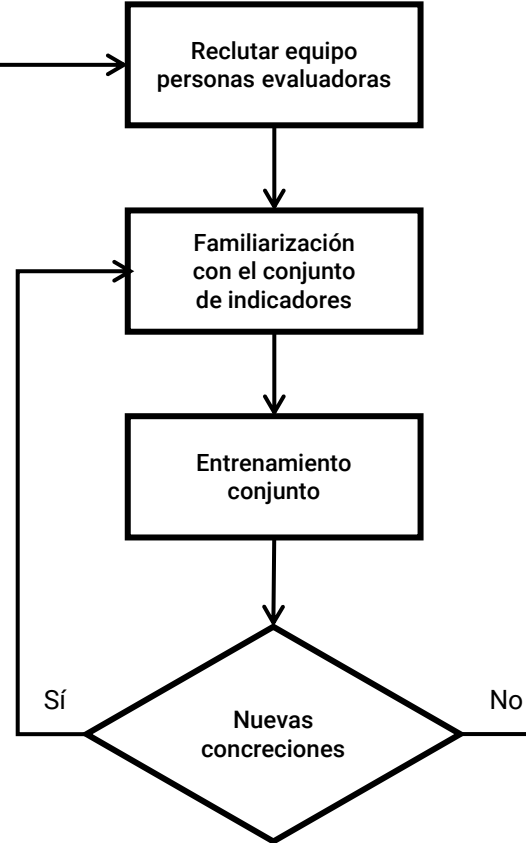 Reclutar equipo
personas evaluadoras
Familiarización
con el conjunto
de indicadores
Entrenamiento
conjunto
Sí
Nuevas
concreciones
No